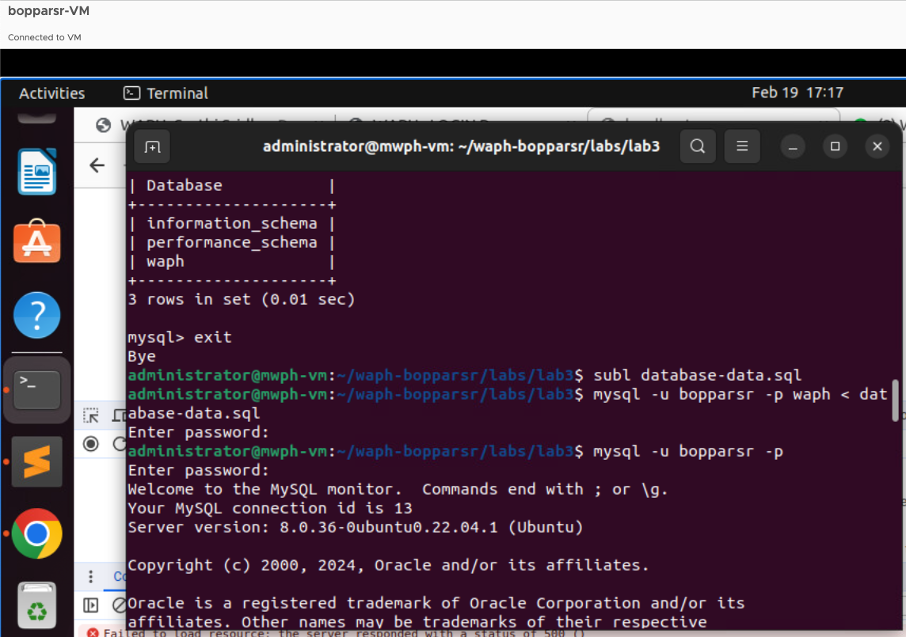 bopparsr-VM
Connected to VM
Activities
Terminal
Feb 19 17:17
administrator@mwph-vm: ~/waph-bopparsr/labs/lab3
| Database           |
+--------------------+
| information_schema |
| performance_schema |
| waph               |
+--------------------+
3 rows in set (0.01 sec)
mysql> exit
Bye
administrator@mwph-vm:~/waph-bopparsr/labs/lab3$ subl database-data.sql
administrator@mwph-vm:~/waph-bopparsr/labs/lab3$ mysql -u bopparsr -p waph < dat
abase-data.sql
Enter password:
administrator@mwph-vm:~/waph-bopparsr/labs/lab3$ mysql -u bopparsr -p
Enter password:
Welcome to the MySQL monitor.  Commands end with ; or \g.
Your MySQL connection id is 13
Server version: 8.0.36-0ubuntu0.22.04.1 (Ubuntu)
Copyright (c) 2000, 2024, Oracle and/or its affiliates.
Oracle is a registered trademark of Oracle Corporation and/or its
affiliates. Other names may be trademarks of their respective
Failed to load resource: the server responded with a status of 500 ()